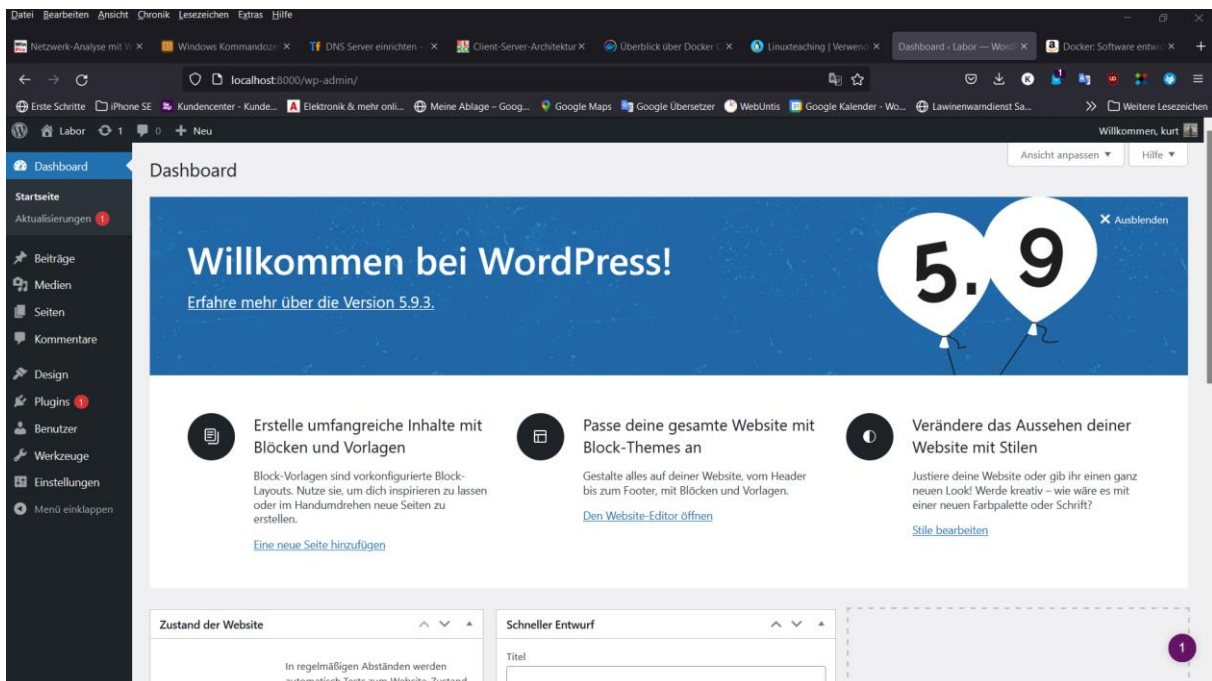 Datei Bearbeiten Ansicht Chronik Lesezeichen Extras Hilfe
Netzwerk-Analyse mit W Windows Kommandoze DNS Server einrichten - Client-Server-Architektur Überblick über Docker C Linuxteaching | Verwend Dashboard ‹ Labor — Word Docker: Software entwic
localhost:8000/wp-admin/
Erste Schritte iPhone SE Kundencenter - Kunde... Elektronik & mehr onli... Meine Ablage – Goog... Google Maps Google Übersetzer WebUntis Google Kalender - Wo... Lawinenwarndienst Sa... Weitere Lesezeichen
Labor 1 0 + Neu Willkommen, kurt
Ansicht anpassen ▼ Hilfe ▼
Dashboard
Startseite
Aktualisierungen 1
Beiträge
Medien
Seiten
Kommentare
Design
Plugins 1
Benutzer
Werkzeuge
Einstellungen
Menü einklappen
Dashboard
Ausblenden
Willkommen bei WordPress!
Erfahre mehr über die Version 5.9.3.
5. 9
Erstelle umfangreiche Inhalte mit
Blöcken und Vorlagen
Block-Vorlagen sind vorkonfigurierte Block-
Layouts. Nutze sie, um dich inspirieren zu lassen
oder im Handumdrehen neue Seiten zu
erstellen.
Eine neue Seite hinzufügen
Passe deine gesamte Website mit
Block-Themes an
Gestalte alles auf deiner Website, vom Header
bis zum Footer, mit Blöcken und Vorlagen.
Den Website-Editor öffnen
Verändere das Aussehen deiner
Website mit Stilen
Justiere deine Website oder gib ihr einen ganz
neuen Look! Werde kreativ – wie wäre es mit
einer neuen Farbpalette oder Schrift?
Stile bearbeiten
Zustand der Website
In regelmäßigen Abständen werden
automatisch Tests zum Website-Zustand
Schneller Entwurf
Titel
1